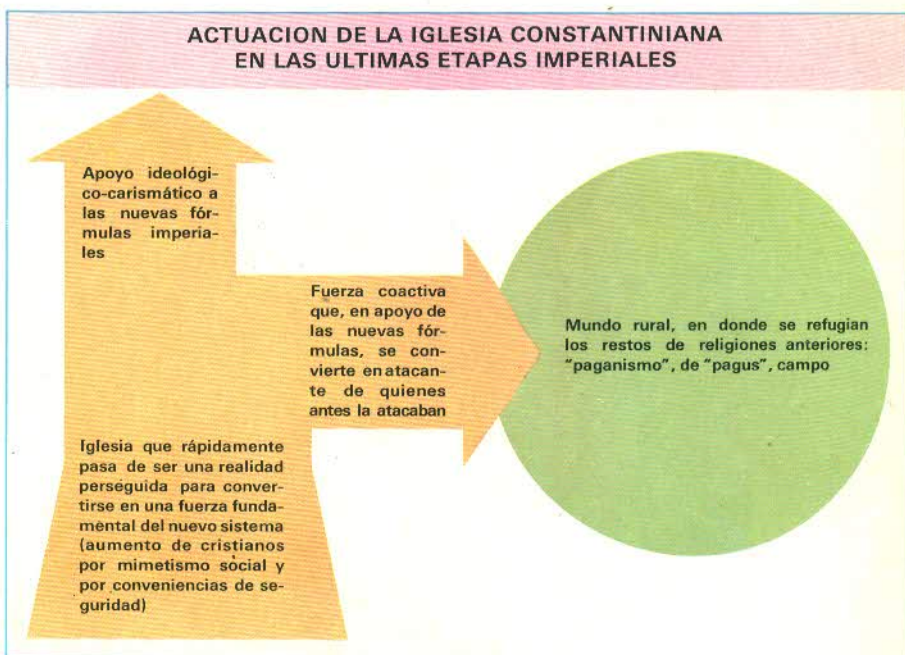 ACTUACION DE LA IGLESIA CONSTANTINIANA
EN LAS ULTIMAS ETAPAS IMPERIALES
Apoyo ideológi-
co-carismático a
las nuevas fór-
mulas imperia-
les
Fuerza coactiva
que, en apoyo de
las nuevas fór-
mulas, se con-
vierte en atacan-
te de quienes
antes la atacaban
Mundo rural, en donde se refugian
los restos de religiones anteriores:
"paganismo", de "pagus", campo
Iglesia que rápidamente
pasa de ser una realidad
perseguida para conver-
tirse en una fuerza funda-
mental del nuevo sistema
(aumento de cristianos
por mimetismo social y
por conveniencias de se-
guridad)